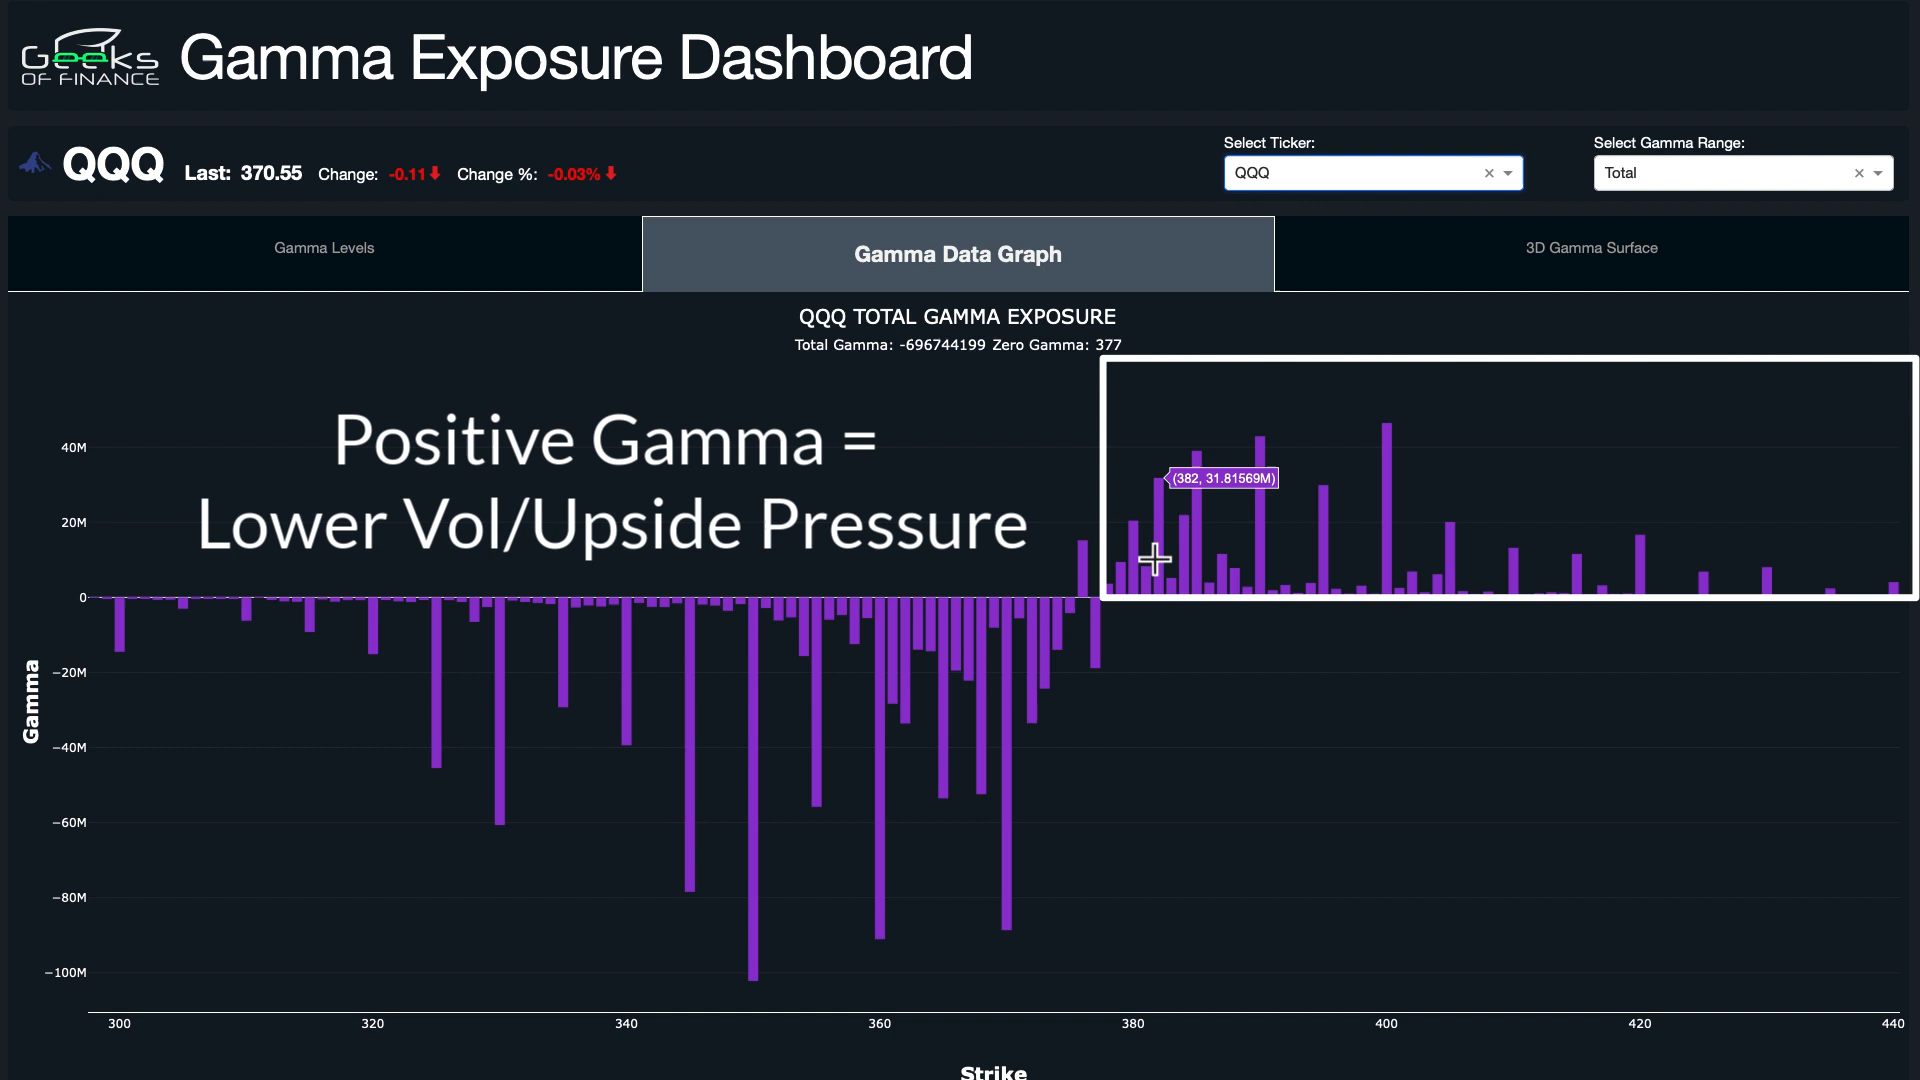 Geeks
OF FINANCE
Gamma Exposure Dashboard
QQQ
Last: 370.55
Change: -0.11
Change %: -0.03%
Select Ticker:
QQQ
Select Gamma Range:
Total
Gamma Levels
Gamma Data Graph
3D Gamma Surface
QQQ TOTAL GAMMA EXPOSURE
Total Gamma: -696744199 Zero Gamma: 377
Positive Gamma =
Lower Vol/Upside Pressure
(382, 31.81569M)
40M
20M
0
−20M
−40M
−60M
−80M
−100M
Gamma
300
320
340
360
380
400
420
440
Strike